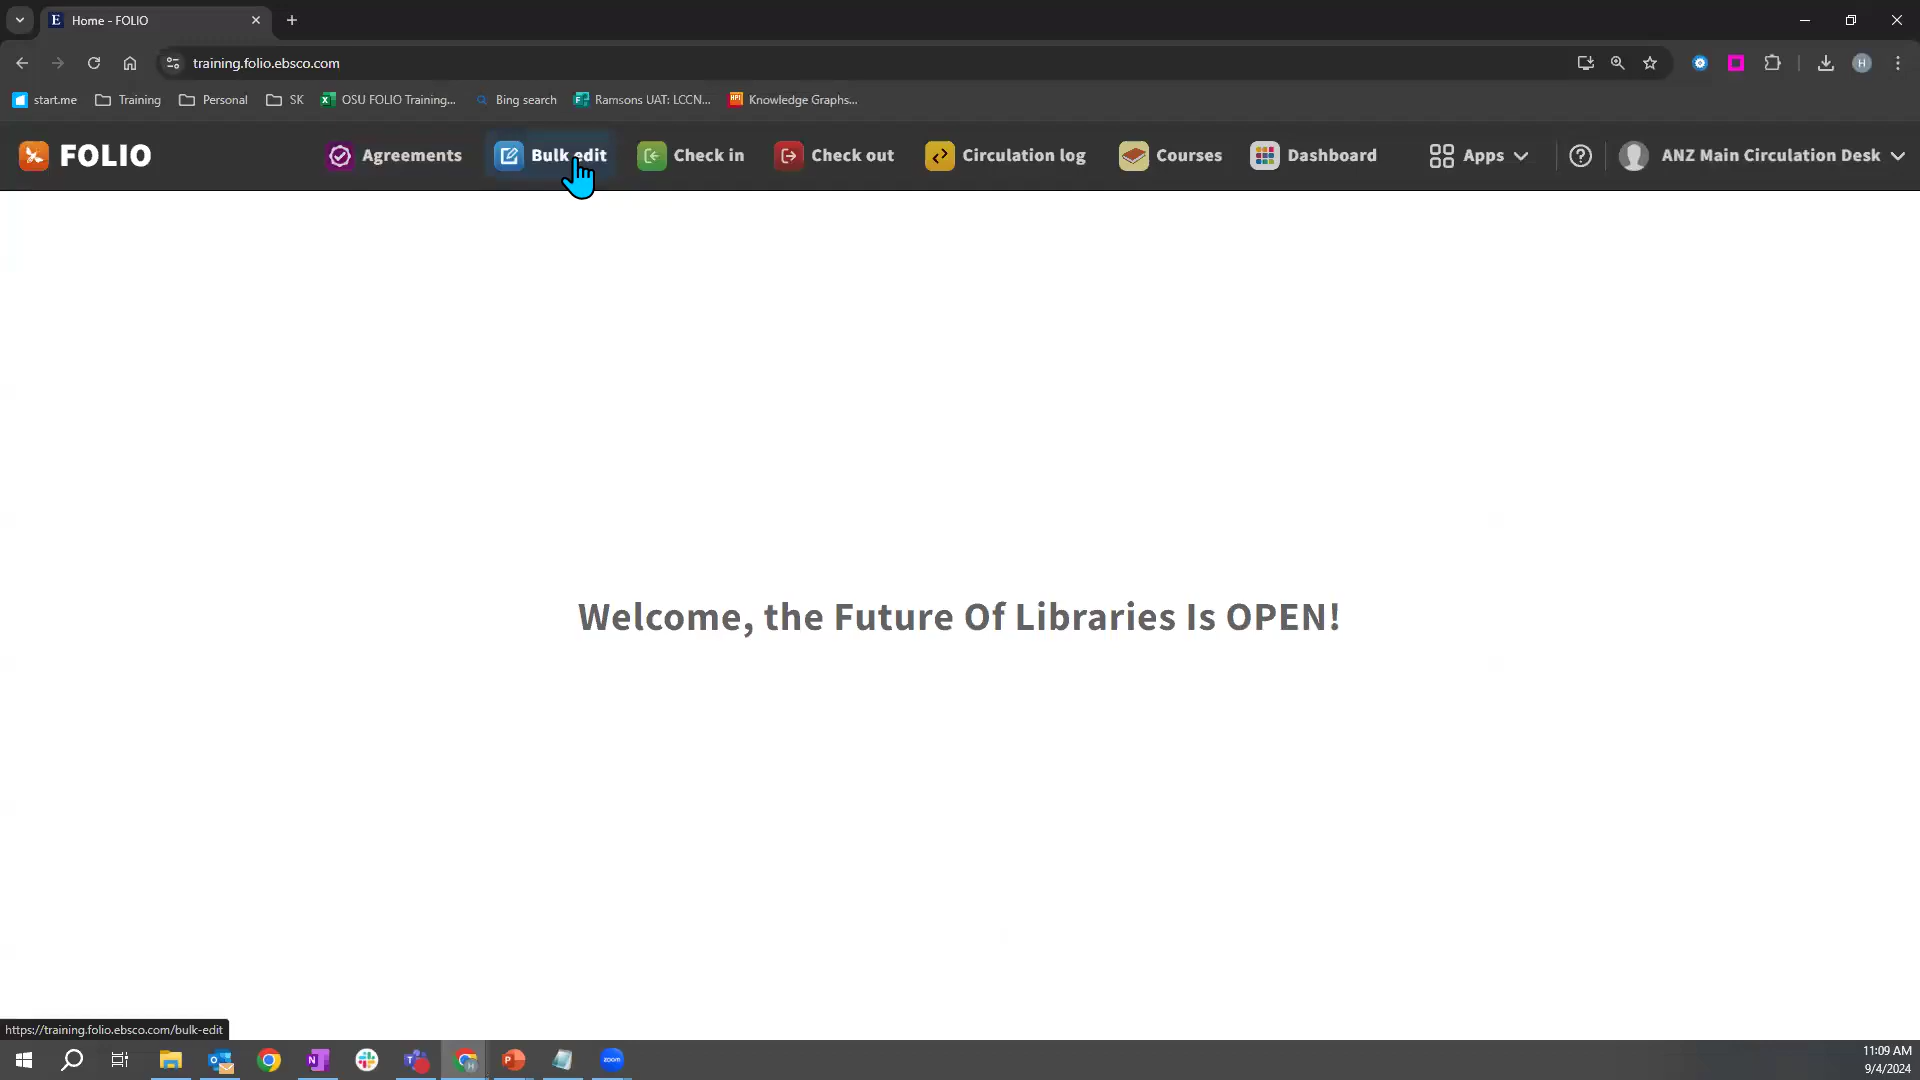 E Home - FOLIO
training.folio.ebsco.com
start.me Training Personal SK OSU FOLIO Training... Bing search Ramsons UAT: LCCN... HPI Knowledge Graphs...
FOLIO Agreements Bulk edit Check in Check out Circulation log Courses Dashboard Apps ? ANZ Main Circulation Desk
H
Welcome, the Future Of Libraries Is OPEN!
https://training.folio.ebsco.com/bulk-edit
zoom
11:09 AM
9/4/2024